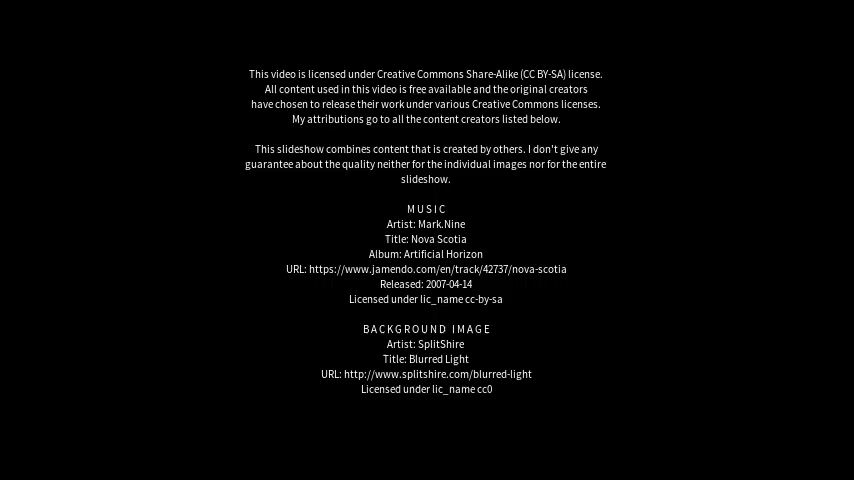 This video is licensed under Creative Commons Share-Alike (CC BY-SA) license.
All content used in this video is free available and the original creators
have chosen to release their work under various Creative Commons licenses.
My attributions go to all the content creators listed below.
This slideshow combines content that is created by others. I don't give any
guarantee about the quality neither for the individual images nor for the entire
slideshow.
MUSIC
Artist: Mark.Nine
Title: Nova Scotia
Album: Artificial Horizon
URL: https://www.jamendo.com/en/track/42737/nova-scotia
Released: 2007-04-14
Licensed under lic_name cc-by-sa
BACKGROUND IMAGE
Artist: SplitShire
Title: Blurred Light
URL: http://www.splitshire.com/blurred-light
Licensed under lic_name cc0